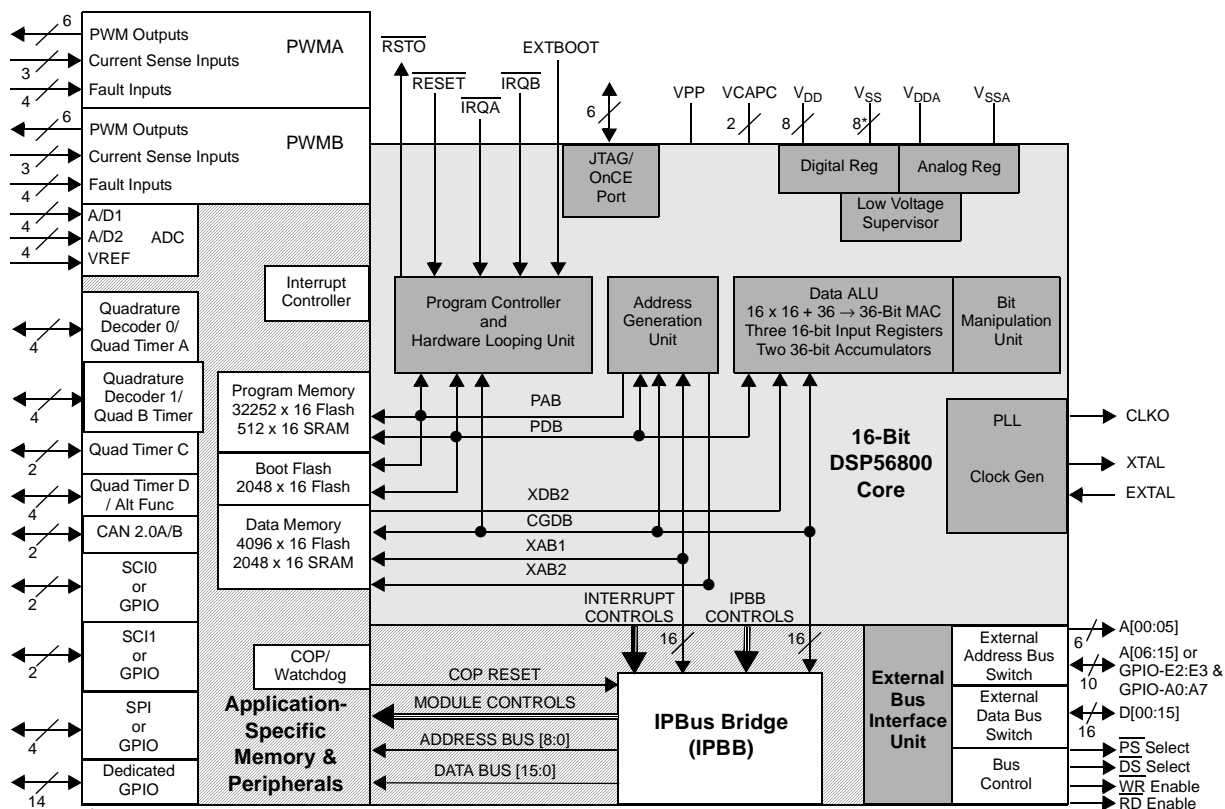 6
PWM Outputs
PWMA
Current Sense Inputs
3
Fault Inputs
4
6
PWM Outputs
PWMB
Current Sense Inputs
3
Fault Inputs
4
A/D1
4
A/D2
ADC
4
VREF
RSTO
RESET
IRQA
IRQB
EXTBOOT
6
VPP
VCAPC
2
VDD
8
VSS
8*
VDDA
VSSA
JTAG/
OnCE
Port
Digital Reg
Analog Reg
Low Voltage
Supervisor
Interrupt
Controller
Program Controller
and
Hardware Looping Unit
Address
Generation
Unit
Data ALU
16 x 16 + 36 → 36-Bit MAC
Three 16-bit Input Registers
Two 36-bit Accumulators
Bit
Manipulation
Unit
Quadrature
Decoder 0/
Quad Timer A
4
Quadrature
Decoder 1/
Quad B Timer
4
Quad Timer C
2
Quad Timer D
/ Alt Func
4
CAN 2.0A/B
2
SCI0
or
GPIO
2
SCI1
or
GPIO
2
SPI
or
GPIO
4
Dedicated
GPIO
14
Program Memory
32252 x 16 Flash
512 x 16 SRAM
Boot Flash
2048 x 16 Flash
Data Memory
4096 x 16 Flash
2048 x 16 SRAM
PAB
PDB
XDB2
CGDB
XAB1
XAB2
16-Bit
DSP56800
Core
PLL
Clock Gen
CLKO
XTAL
EXTAL
INTERRUPT
CONTROLS
16
IPBB
CONTROLS
16
COP/
Watchdog
Application-
Specific
Memory &
Peripherals
COP RESET
MODULE CONTROLS
ADDRESS BUS [8:0]
DATA BUS [15:0]
IPBus Bridge
(IPBB)
External
Bus
Interface
Unit
External
Address Bus
Switch
External
Data Bus
Switch
Bus
Control
6
A[00:05]
10
A[06:15] or
GPIO-E2:E3 &
GPIO-A0:A7
16
D[00:15]
PS Select
DS Select
WR Enable
RD Enable